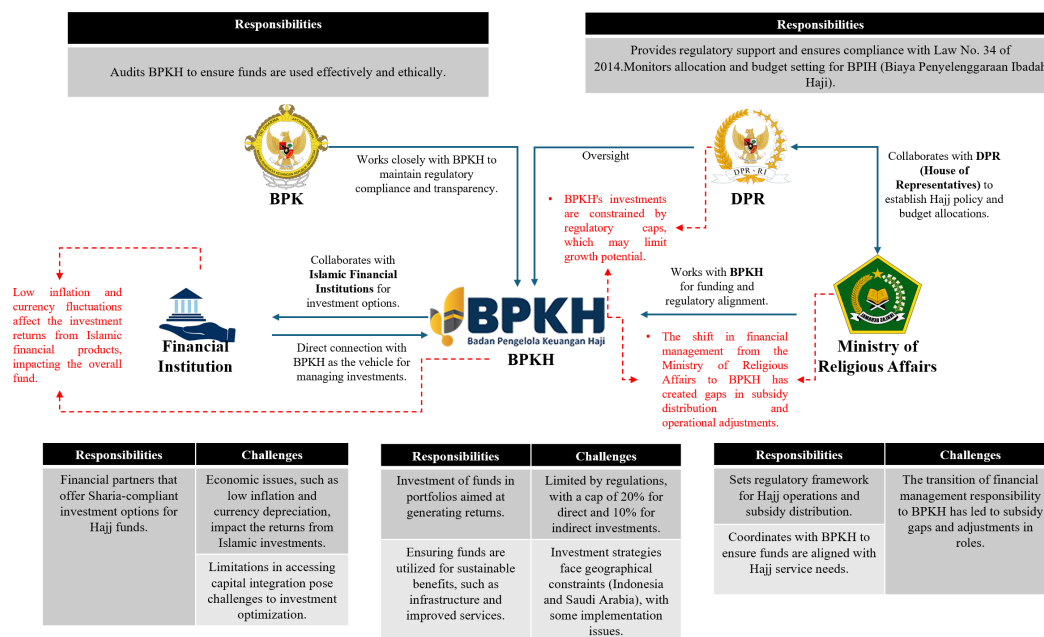 Responsibilities
Audits BPKH to ensure funds are used effectively and ethically.
Responsibilities
Provides regulatory support and ensures compliance with Law No. 34 of
2014.Monitors allocation and budget setting for BPIH (Biaya Penyelenggaraan Ibadah
Haji).
BPK
Works closely with BPKH to
maintain regulatory
compliance and transparency.
Oversight
DPR - RI
DPR
Collaborates with DPR
(House of
Representatives) to
establish Hajj policy and
budget allocations.
• BPKH's investments
are constrained by
regulatory caps,
which may limit
growth potential.
Low inflation and
currency fluctuations
affect the investment
returns from Islamic
financial products,
impacting the overall
fund.
Financial
Institution
Collaborates with
Islamic Financial
Institutions for
investment options.
Direct connection with
BPKH as the vehicle for
managing investments.
BPKH
Badan Pengelola Keuangan Haji
BPKH
Works with BPKH
for funding and
regulatory alignment.
• The shift in financial
management from the
Ministry of Religious
Affairs to BPKH has
created gaps in subsidy
distribution and
operational adjustments.
Ministry of
Religious Affairs
Responsibilities Challenges
Financial partners that
offer Sharia-compliant
investment options for
Hajj funds.
Economic issues, such as
low inflation and
currency depreciation,
impact the returns from
Islamic investments.
Limitations in accessing
capital integration pose
challenges to investment
optimization.
Responsibilities Challenges
Investment of funds in
portfolios aimed at
generating returns.
Limited by regulations,
with a cap of 20% for
direct and 10% for
indirect investments.
Ensuring funds are
utilized for sustainable
benefits, such as
infrastructure and
improved services.
Investment strategies
face geographical
constraints (Indonesia
and Saudi Arabia), with
some implementation
issues.
Responsibilities Challenges
Sets regulatory framework
for Hajj operations and
subsidy distribution.
The transition of financial
management responsibility
to BPKH has led to subsidy
gaps and adjustments in
roles.
Coordinates with BPKH to
ensure funds are aligned with
Hajj service needs.